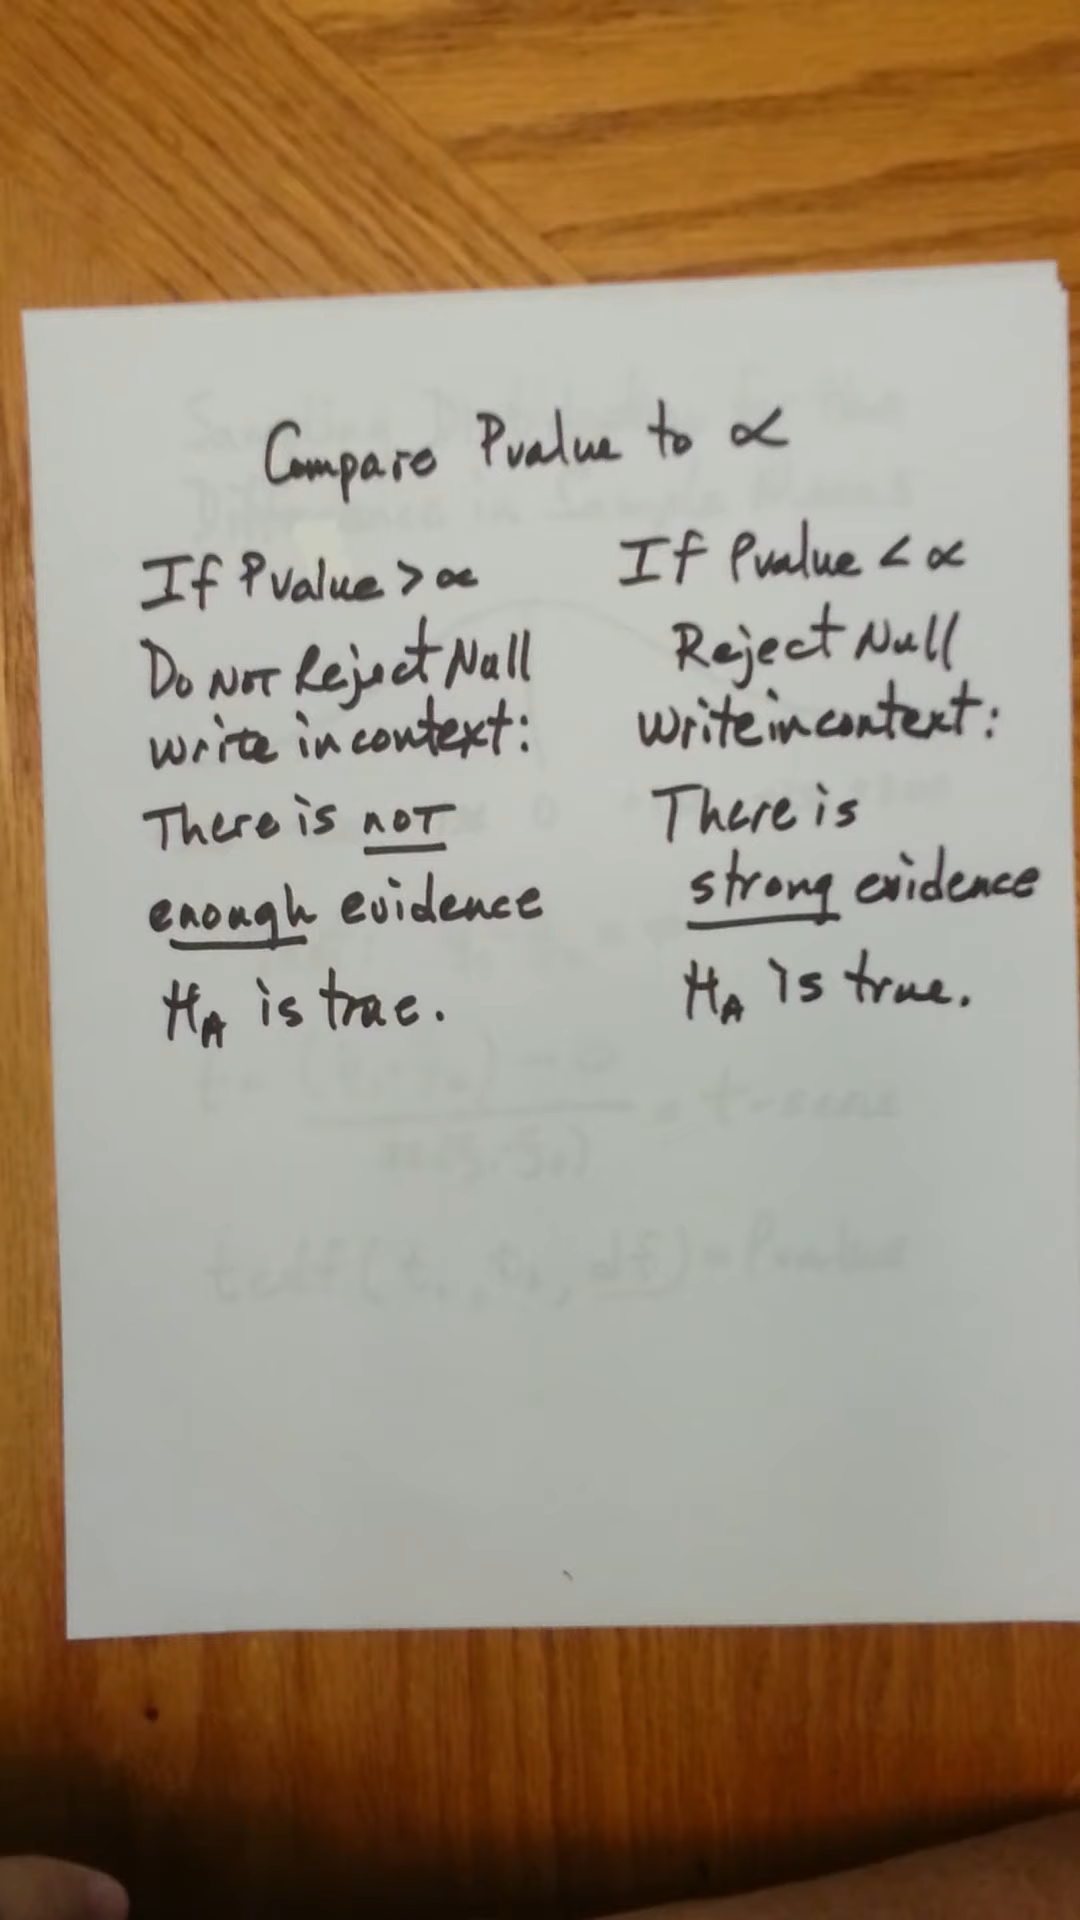 Compare Pvalue to α
If Pvalue > α
Do NOT Reject Null
write in context:
There is not
enough evidence
HA is true.
If Pvalue < α
Reject Null
write in context:
There is
strong evidence
HA is true.